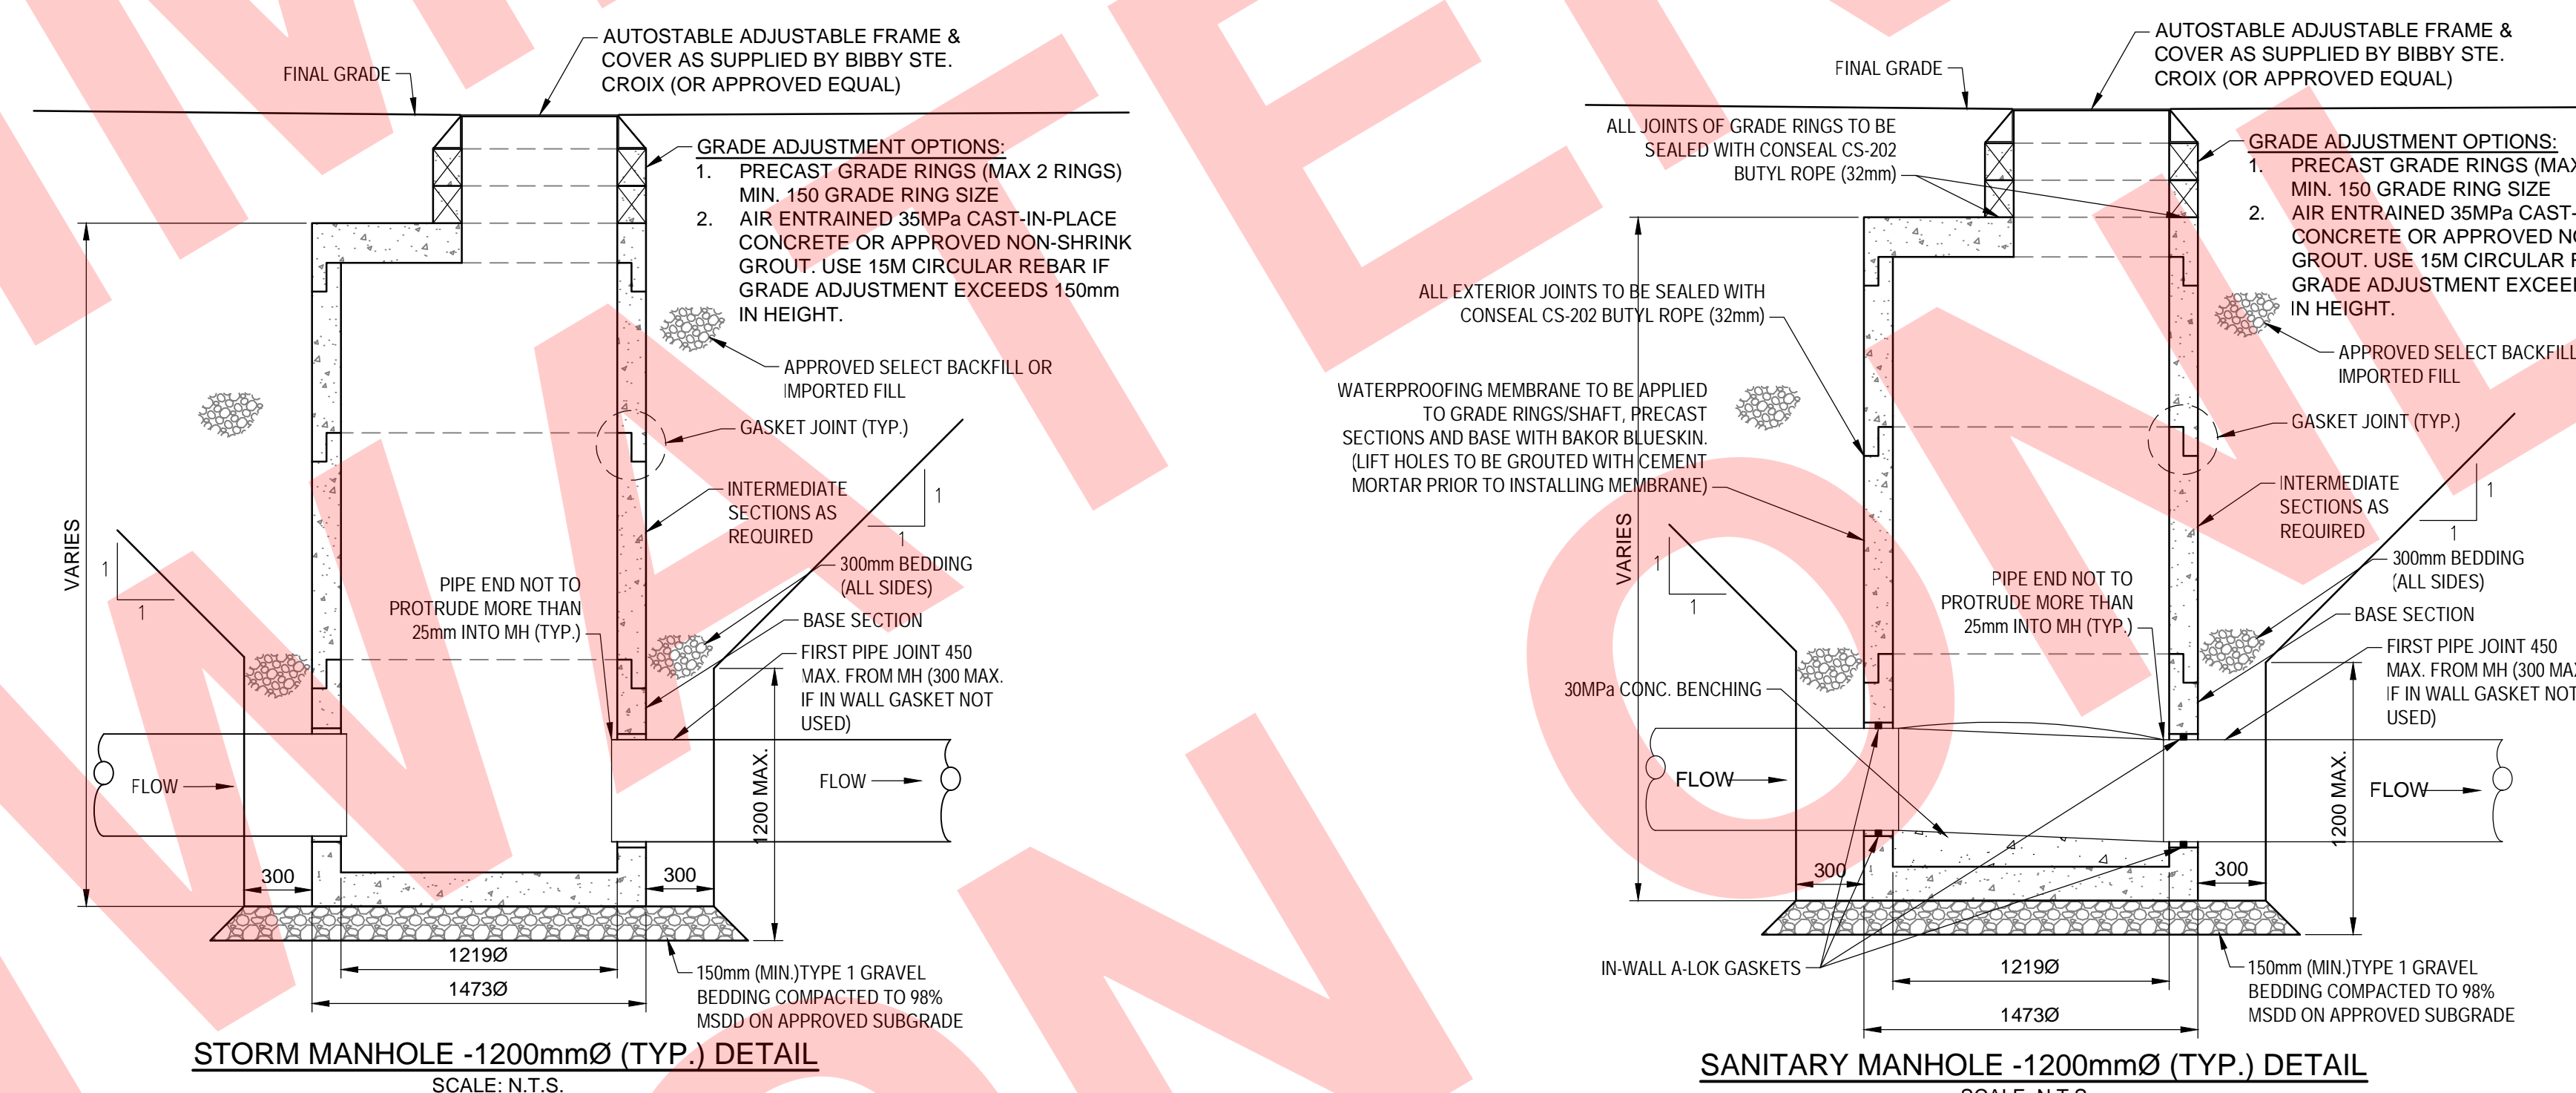 AUTOSTABLE ADJUSTABLE FRAME &
COVER AS SUPPLIED BY BIBBY STE.
CROIX (OR APPROVED EQUAL)
FINAL GRADE
GRADE ADJUSTMENT OPTIONS:
1. PRECAST GRADE RINGS (MAX 2 RINGS)
MIN. 150 GRADE RING SIZE
2. AIR ENTRAINED 35MPa CAST-IN-PLACE
CONCRETE OR APPROVED NON-SHRINK
GROUT. USE 15M CIRCULAR REBAR IF
GRADE ADJUSTMENT EXCEEDS 150mm
IN HEIGHT.
APPROVED SELECT BACKFILL OR
IMPORTED FILL
GASKET JOINT (TYP.)
INTERMEDIATE
SECTIONS AS
REQUIRED
1
1
VARIES
1
1
300mm BEDDING
(ALL SIDES)
PIPE END NOT TO
PROTRUDE MORE THAN
25mm INTO MH (TYP.)
BASE SECTION
FIRST PIPE JOINT 450
MAX. FROM MH (300 MAX.
IF IN WALL GASKET NOT
USED)
FLOW
FLOW
1200 MAX.
300
300
1219Ø
1473Ø
150mm (MIN.)TYPE 1 GRAVEL
BEDDING COMPACTED TO 98%
MSDD ON APPROVED SUBGRADE
STORM MANHOLE -1200mmØ (TYP.) DETAIL
SCALE: N.T.S.
AUTOSTABLE ADJUSTABLE FRAME &
COVER AS SUPPLIED BY BIBBY STE.
CROIX (OR APPROVED EQUAL)
FINAL GRADE
ALL JOINTS OF GRADE RINGS TO BE
SEALED WITH CONSEAL CS-202
BUTYL ROPE (32mm)
GRADE ADJUSTMENT OPTIONS:
1. PRECAST GRADE RINGS (MAX
MIN. 150 GRADE RING SIZE
2. AIR ENTRAINED 35MPa CAST-
CONCRETE OR APPROVED
GROUT. USE 15M CIRCULAR
GRADE ADJUSTMENT
IN HEIGHT.
ALL EXTERIOR JOINTS TO BE SEALED WITH
CONSEAL CS-202 BUTYL ROPE (32mm)
APPROVED SELECT BACKFILL
IMPORTED FILL
WATERPROOFING MEMBRANE TO BE APPLIED
TO GRADE RINGS/SHAFT, PRECAST
SECTIONS AND BASE WITH BAKOR BLUESKIN.
(LIFT HOLES TO BE GROUTED WITH CEMENT
MORTAR PRIOR TO INSTALLING MEMBRANE)
GASKET JOINT (TYP.)
INTERMEDIATE
SECTIONS AS
REQUIRED
1
1
VARIES
1
1
300mm BEDDING
(ALL SIDES)
PIPE END NOT TO
PROTRUDE MORE THAN
25mm INTO MH (TYP.)
BASE SECTION
FIRST PIPE JOINT 450
MAX. FROM MH (300
IF IN WALL GASKET NOT
USED)
30MPa CONC. BENCHING
FLOW
FLOW
1200 MAX.
300
300
IN-WALL A-LOK GASKETS
1219Ø
1473Ø
150mm (MIN.)TYPE 1 GRAVEL
BEDDING COMPACTED TO 98%
MSDD ON APPROVED SUBGRADE
SANITARY MANHOLE -1200mmØ (TYP.) DETAIL